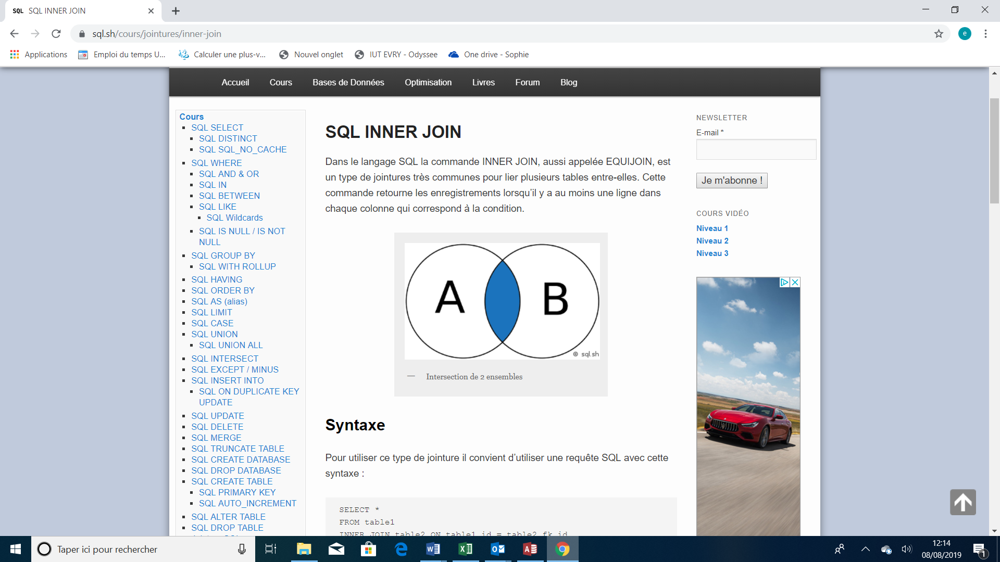 SQL SQL INNER JOIN
sql.sh/cours/jointures/inner-join
e
Applications Emploi du temps U... Calculer une plus-v... Nouvel onglet IUT EVRY - Odyssee One drive - Sophie
Accueil Cours Bases de Données Optimisation Livres Forum Blog
Cours
SQL SELECT
SQL DISTINCT
SQL SQL_NO_CACHE
SQL WHERE
SQL AND & OR
SQL IN
SQL BETWEEN
SQL LIKE
SQL Wildcards
SQL IS NULL / IS NOT
NULL
SQL GROUP BY
SQL WITH ROLLUP
SQL HAVING
SQL ORDER BY
SQL AS (alias)
SQL LIMIT
SQL CASE
SQL UNION
SQL UNION ALL
SQL INTERSECT
SQL EXCEPT / MINUS
SQL INSERT INTO
SQL ON DUPLICATE KEY
UPDATE
SQL UPDATE
SQL DELETE
SQL MERGE
SQL TRUNCATE TABLE
SQL CREATE DATABASE
SQL DROP DATABASE
SQL CREATE TABLE
SQL PRIMARY KEY
SQL AUTO_INCREMENT
SQL ALTER TABLE
SQL DROP TABLE
SQL INNER JOIN
Dans le langage SQL la commande INNER JOIN, aussi appelée EQUIJOIN, est
un type de jointures très communes pour lier plusieurs tables entre-elles. Cette
commande retourne les enregistrements lorsqu'il y a au moins une ligne dans
chaque colonne qui correspond à la condition.
A B
© sql.sh
— Intersection de 2 ensembles
Syntaxe
Pour utiliser ce type de jointure il convient d'utiliser une requête SQL avec cette
syntaxe :
SELECT *
FROM table1
INNER JOIN table2 ON table1.id = table2.fk_id
NEWSLETTER
E-mail *
Je m'abonne !
COURS VIDÉO
Niveau 1
Niveau 2
Niveau 3
Taper ici pour rechercher
12:14
08/08/2019
1